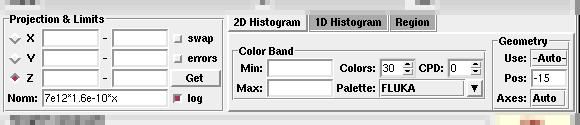 Projection & Limits
X - swap
Y - errors
Z - Get
Norm: 7e12*1.6e-10*x log
2D Histogram 1D Histogram Region
Color Band
Min: Colors: 30 CPD: 0
Max: Palette: FLUKA
Geometry
Use: -Auto-
Pos: -15
Axes: Auto